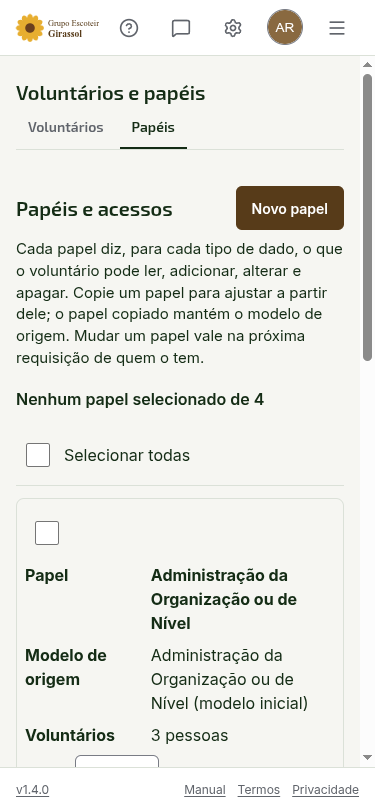 Grupo Escoteiro
Girassol
AR
Voluntários e papéis
Voluntários
Papéis
Papéis e acessos
Novo papel
Cada papel diz, para cada tipo de dado, o que
o voluntário pode ler, adicionar, alterar e
apagar. Copie um papel para ajustar a partir
dele; o papel copiado mantém o modelo de
origem. Mudar um papel vale na próxima
requisição de quem o tem.
Nenhum papel selecionado de 4
Selecionar todas
Papel
Administração da
Organização ou de
Nível
Modelo de
origem
Administração da
Organização ou de
Nível (modelo inicial)
Voluntários
3 pessoas
v1.4.0
Manual
Termos
Privacidade